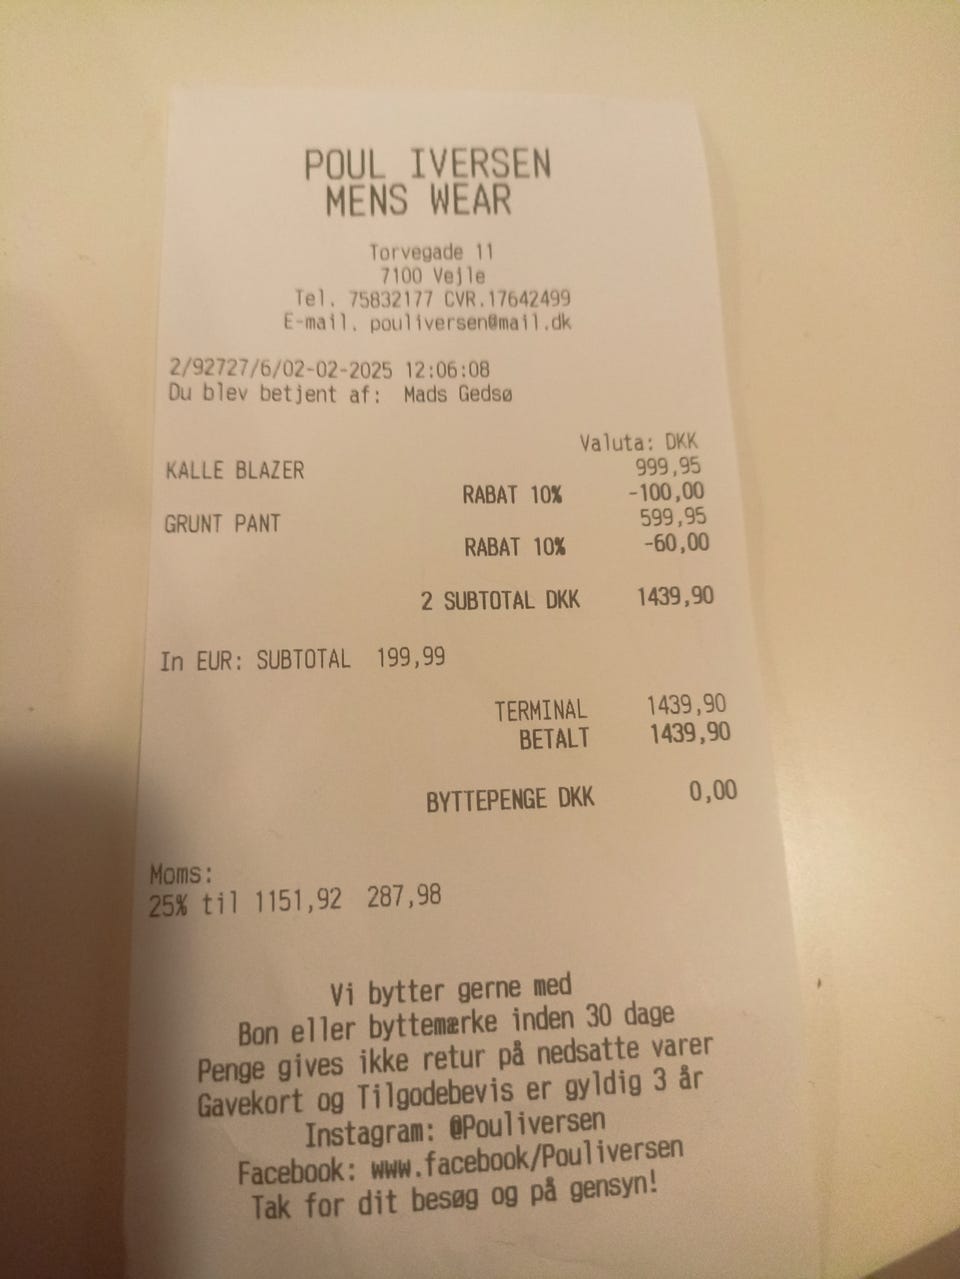 POUL IVERSEN
MENS WEAR
Torvegade 11
7100 Vejle
Tel. 75832177 CVR.17642499
E-mail. pouliversen@mail.dk
2/92727/6/02-02-2025 12:06:08
Du blev betjent af: Mads Gedsø
Valuta: DKK
KALLE BLAZER 999,95
RABAT 10% -100,00
GRUNT PANT 599,95
RABAT 10% -60,00
2 SUBTOTAL DKK 1439,90
In EUR: SUBTOTAL 199,99
TERMINAL 1439,90
BETALT 1439,90
BYTTEPENGE DKK 0,00
Moms:
25% til 1151,92 287,98
Vi bytter gerne med
Bon eller byttemærke inden 30 dage
Penge gives ikke retur på nedsatte varer
Gavekort og Tilgodebevis er gyldig 3 år
Instagram: @Pouliversen
Facebook: www.facebook/Pouliversen
Tak for dit besøg og på gensyn!